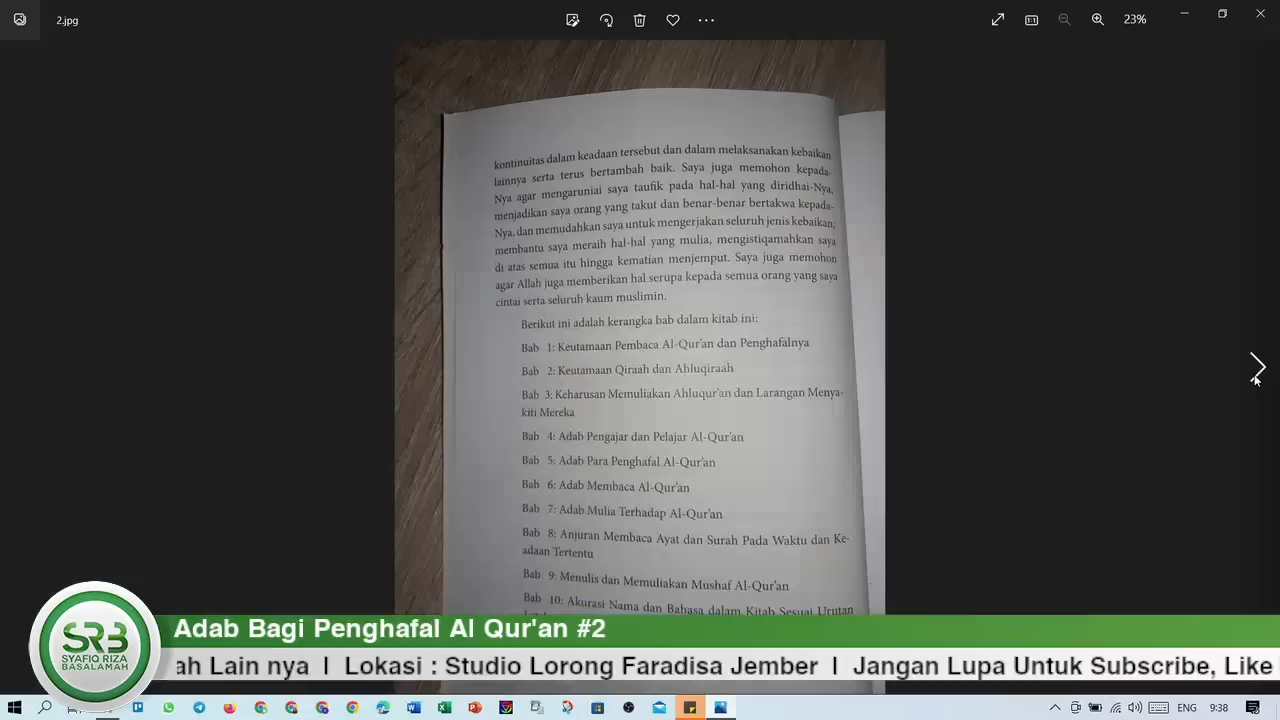 2.jpg
23%
kontinuitas dalam keadaan tersebut dan dalam melaksanakan kebaikan
lainnya serta terus bertambah baik. Saya juga memohon kepada-
Nya agar mengaruniai saya taufik pada hal-hal yang diridhai-Nya,
menjadikan saya orang yang takut dan benar-benar bertakwa kepada-
Nya, dan memudahkan saya untuk mengerjakan seluruh jenis kebaikan;
membantu saya meraih hal-hal yang mulia, mengistiqamahkan saya
di atas semua itu hingga kematian menjemput. Saya juga memohon
agar Allah juga memberikan hal serupa kepada semua orang yang saya
cintai serta seluruh kaum muslimin.
Berikut ini adalah kerangka bab dalam kitab ini:
Bab 1: Keutamaan Pembaca Al-Qur'an dan Penghafalnya
Bab 2: Keutamaan Qiraah dan Ahluqiraah
Bab 3: Keharusan Memuliakan Ahluqur'an dan Larangan Menya-
kiti Mereka
Bab 4: Adab Pengajar dan Pelajar Al-Qur'an
Bab 5: Adab Para Penghafal Al-Qur'an
Bab 6: Adab Membaca Al-Qur'an
Bab 7: Adab Mulia Terhadap Al-Qur'an
Bab 8: Anjuran Membaca Ayat dan Surah Pada Waktu dan Ke-
adaan Tertentu
Bab 9: Menulis dan Memuliakan Mushaf Al-Qur'an
Bab 10: Akurasi Nama dan Bahasa dalam Kitab Sesuai Urutan
SRB
SYAFIQ RIZA
BASALAMAH
Adab Bagi Penghafal Al Qur'an #2
ah Lain nya I Lokasi : Studio Lorong Faradisa Jember I Jangan Lupa Untuk Subscribe, Like
ENG
9:38